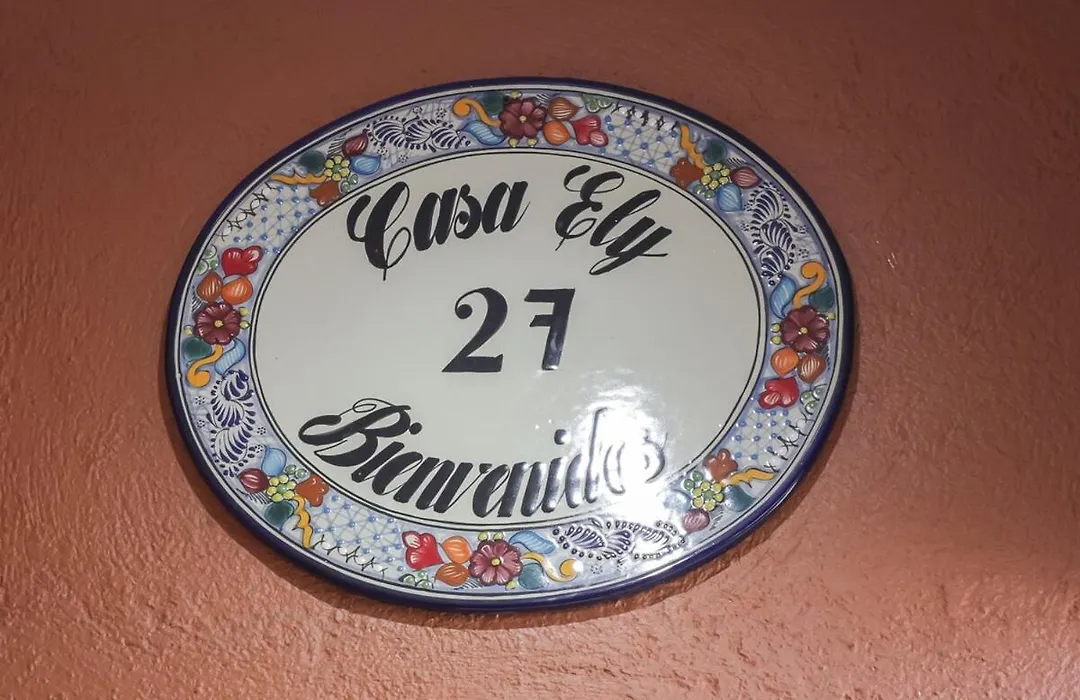 Casa Ely
27
Bienvenidos